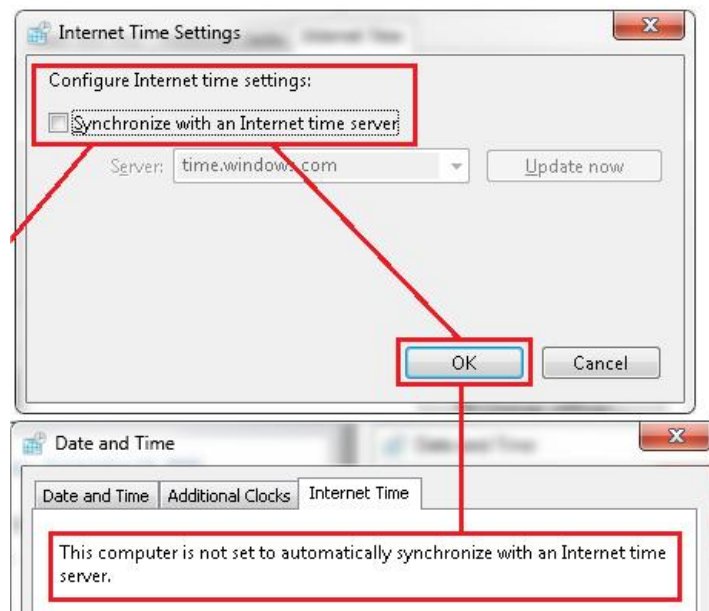 Internet Time Settings
Configure Internet time settings:
Synchronize with an Internet time server
Server: time.windows.com Update now
OK Cancel
Date and Time
Date and Time Additional Clocks Internet Time
This computer is not set to automatically synchronize with an Internet time
server.